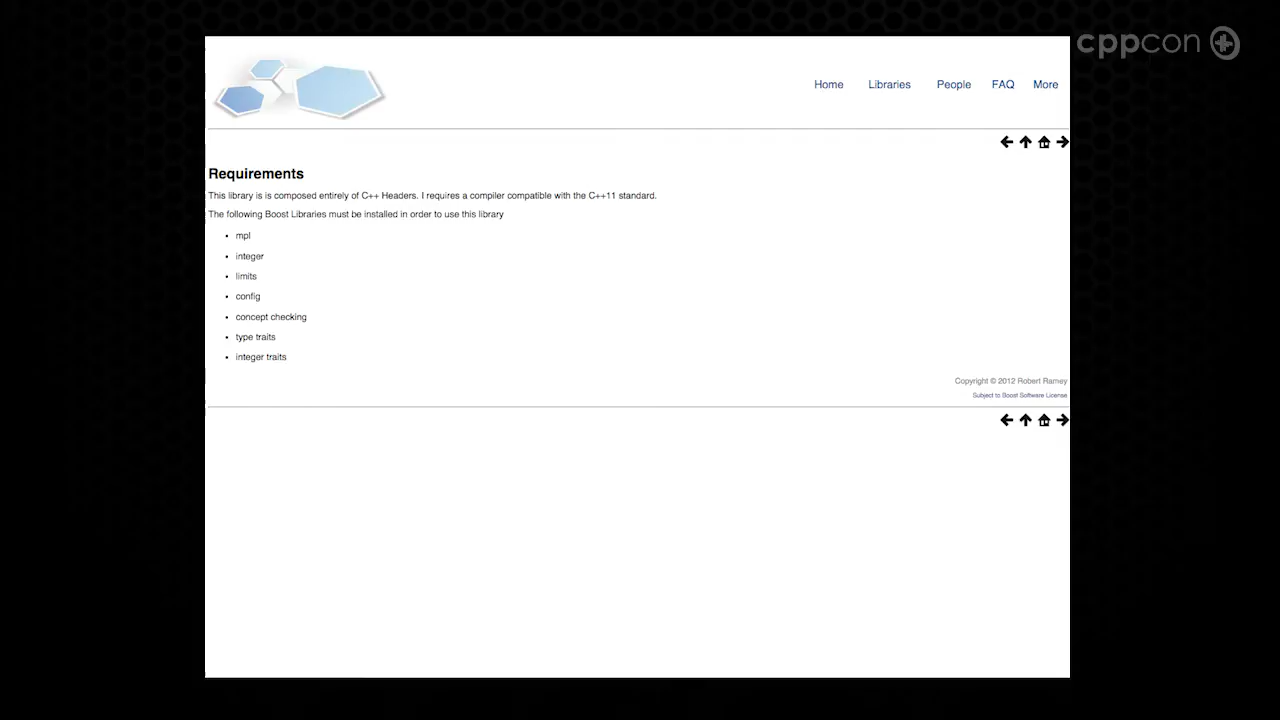 cppcon
Home Libraries People FAQ More
Requirements
This library is is composed entirely of C++ Headers. I requires a compiler compatible with the C++11 standard.
The following Boost Libraries must be installed in order to use this library
• mpl
• integer
• limits
• config
• concept checking
• type traits
• integer traits
Copyright © 2012 Robert Ramey
Subject to Boost Software License